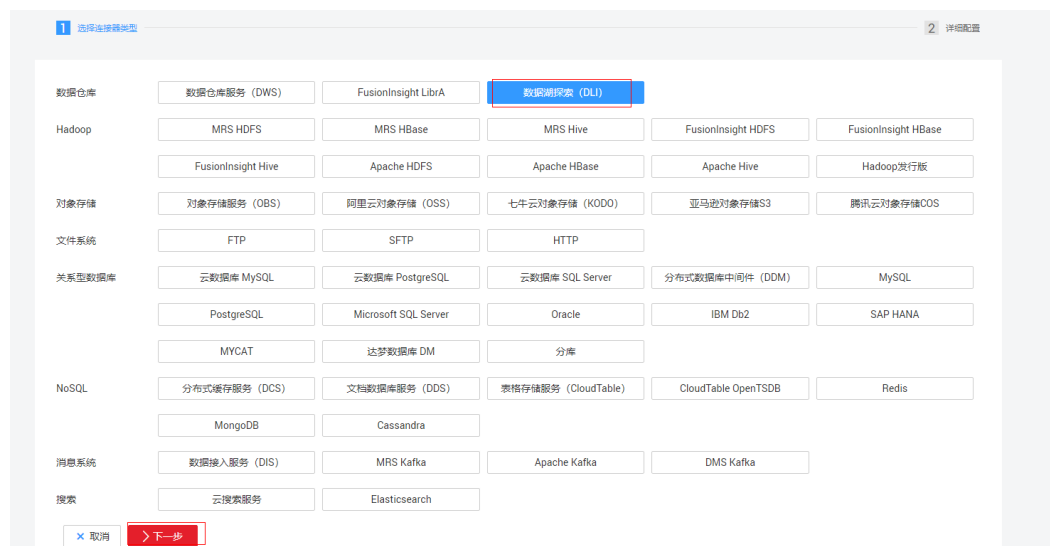 1 选择连接器类型 2 详细配置
数据仓库 数据仓库服务（DWS） FusionInsight LibrA 数据湖探索（DLI）
Hadoop MRS HDFS MRS HBase MRS Hive FusionInsight HDFS FusionInsight HBase
FusionInsight Hive Apache HDFS Apache HBase Apache Hive Hadoop发行版
对象存储 对象存储服务（OBS） 阿里云对象存储（OSS） 七牛云对象存储（KODO） 亚马逊对象存储S3 腾讯云对象存储COS
文件系统 FTP SFTP HTTP
关系型数据库 云数据库 MySQL 云数据库 PostgreSQL 云数据库 SQL Server 分布式数据库中间件（DDM） MySQL
PostgreSQL Microsoft SQL Server Oracle IBM Db2 SAP HANA
MYCAT 达梦数据库 DM 分库
NoSQL 分布式缓存服务（DCS） 文档数据库服务（DDS） 表格存储服务（CloudTable） CloudTable OpenTSDB Redis
MongoDB Cassandra
消息系统 数据接入服务（DIS） MRS Kafka Apache Kafka DMS Kafka
搜索 云搜索服务 Elasticsearch
取消 下一步